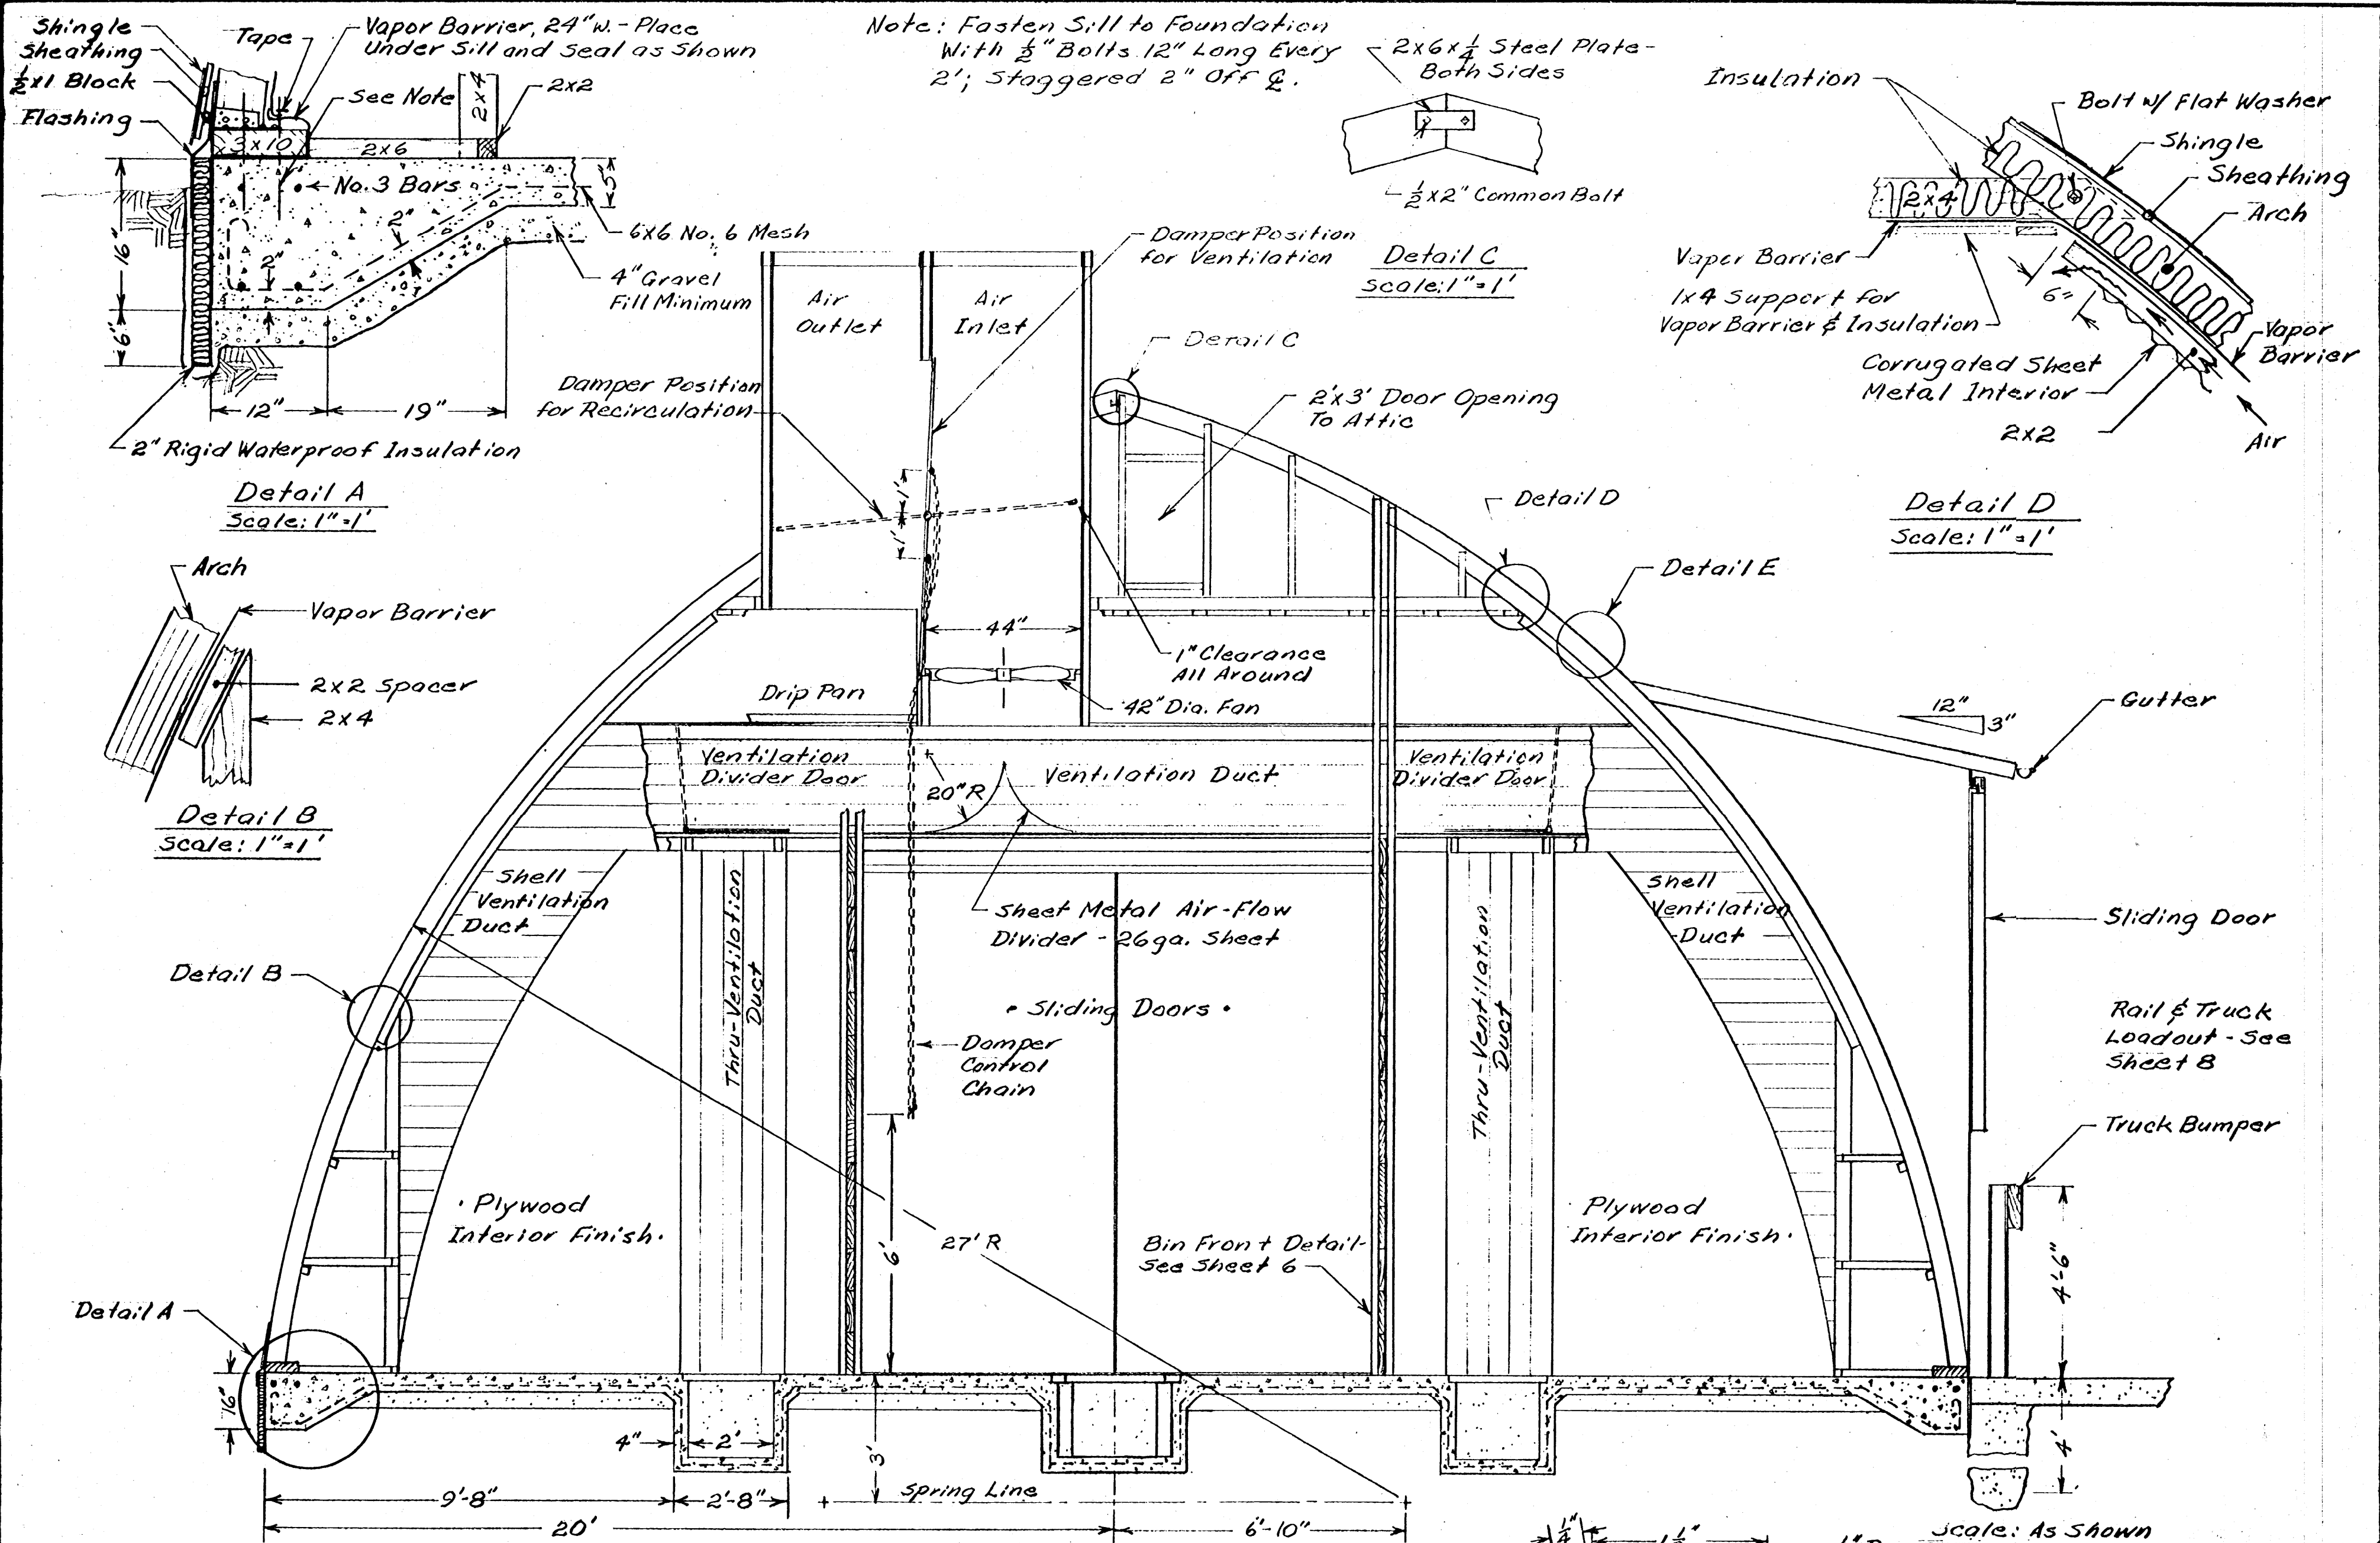 Shingle
Sheathing
½x1 Block
Flashing
Tape
Vapor Barrier, 24" W. - Place
Under Sill and Seal as Shown
See Note
2x4
2x2
3x10
2x6
No. 3 Bars
5"
2"
2"
16"
6"
12"
19"
6x6 No. 6 Mesh
4" Gravel
Fill Minimum
2" Rigid Waterproof Insulation
Detail A
Scale: 1"=1'
Note: Fasten Sill to Foundation
With ½" Bolts 12" Long Every
2'; Staggered 2" Off ℄.
2x6x¼ Steel Plate-
Both Sides
½x2" Common Bolt
Detail C
Scale: 1"=1'
Insulation
Bolt w/ Flat Washer
Shingle
Sheathing
Arch
2x4
Vapor Barrier
1x4 Support for
Vapor Barrier & Insulation
6"
Vapor
Barrier
Corrugated Sheet
Metal Interior
2x2
Air
Detail D
Scale: 1"=1'
Arch
Vapor Barrier
2x2 Spacer
2x4
Detail B
Scale: 1"=1'
Air
Outlet
Air
Inlet
Damper Position
for Ventilation
Damper Position
for Recirculation
Detail C
2'x3' Door Opening
To Attic
1'
1'
Detail D
Detail E
44"
1" Clearance
All Around
42" Dia. Fan
Drip Pan
12"
3"
Gutter
Ventilation
Divider Door
20" R
Ventilation Duct
Ventilation
Divider Door
Shell
Ventilation
Duct
Thru-Ventilation
Duct
Sheet Metal Air-Flow
Divider - 26ga. Sheet
Thru-Ventilation
Duct
Shell
Ventilation
Duct
Sliding Door
Detail B
• Sliding Doors •
Damper
Control
Chain
Rail & Truck
Loadout - See
Sheet 8
Truck Bumper
• Plywood
Interior Finish •
6'
27' R
Bin Front Detail-
See Sheet 6
Plywood
Interior Finish •
4'-6"
Detail A
16"
4"
2'
3'
4'
9'-8"
2'-8"
Spring Line
20'
6'-10"
¼"
1½"
Scale: As Shown